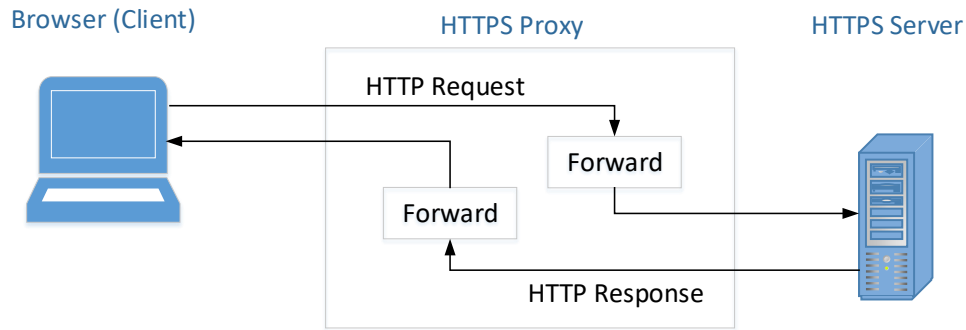 Browser (Client)
HTTPS Proxy
HTTPS Server
HTTP Request
Forward
Forward
HTTP Response